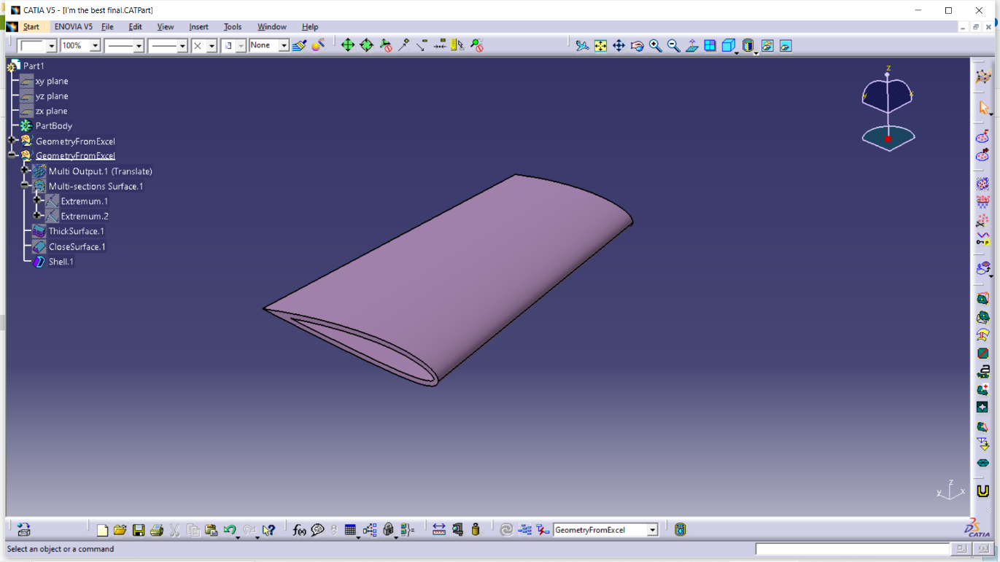 CATIA V5 - [I'm the best final.CATPart]
Start ENOVIA V5 File Edit View Insert Tools Window Help
100% None
Part1
xy plane
yz plane
zx plane
PartBody
GeometryFromExcel
GeometryFromExcel
Multi Output.1 (Translate)
Multi-sections Surface.1
Extremum.1
Extremum.2
ThickSurface.1
CloseSurface.1
Shell.1
z
y x
z
y x
f(x) GeometryFromExcel
CATIA
Select an object or a command